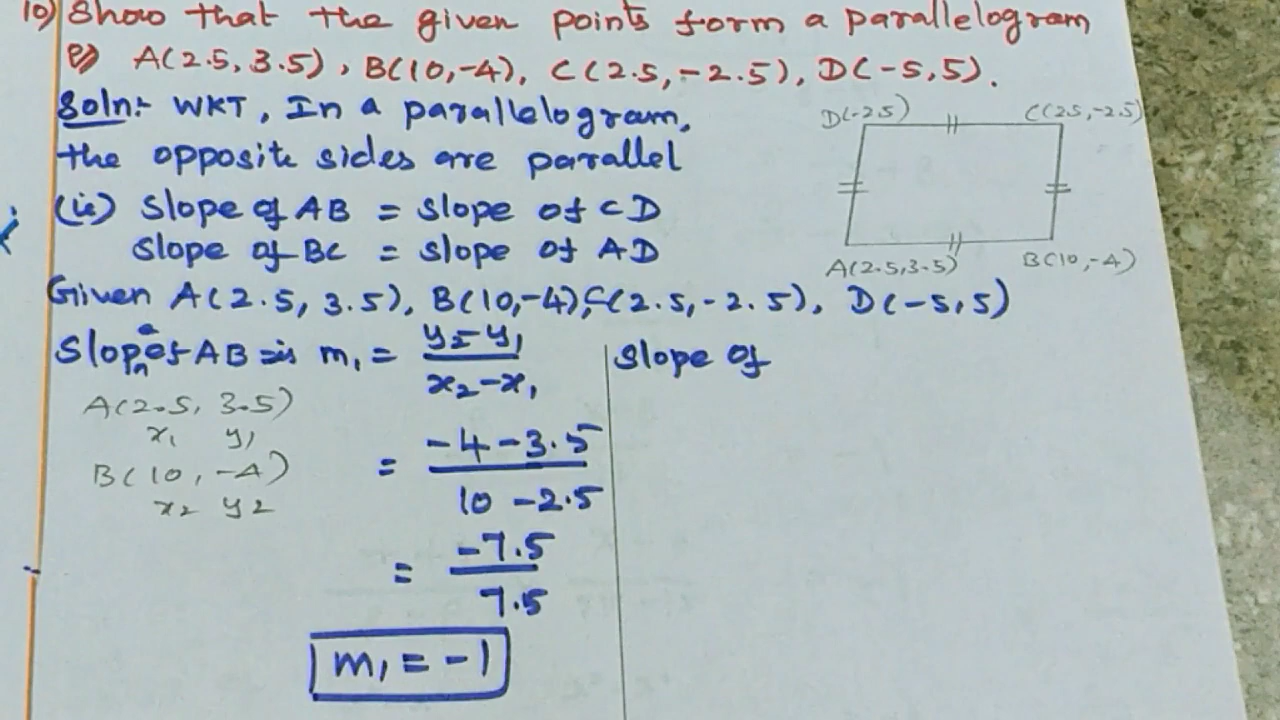 10) Show that the given points form a parallelogram
A(2.5, 3.5), B(10,-4), C(2.5,-2.5), D(-5,5).
Soln:- WKT, In a parallelogram,
the opposite sides are parallel
(ie) Slope of AB = Slope of CD
Slope of BC = slope of AD
D(-25) C(25,-2.5)
A(2.5,3.5) B(10,-4)
Given A(2.5, 3.5), B(10,-4), C(2.5,-2.5), D(-5,5)
Slope of AB is m₁ = y₂-y₁ / x₂-x₁
A(2.5, 3.5)
x₁ y₁
B(10,-4)
x₂ y₂
= -4-3.5 / 10-2.5
= -7.5 / 7.5
m₁ = -1
Slope of